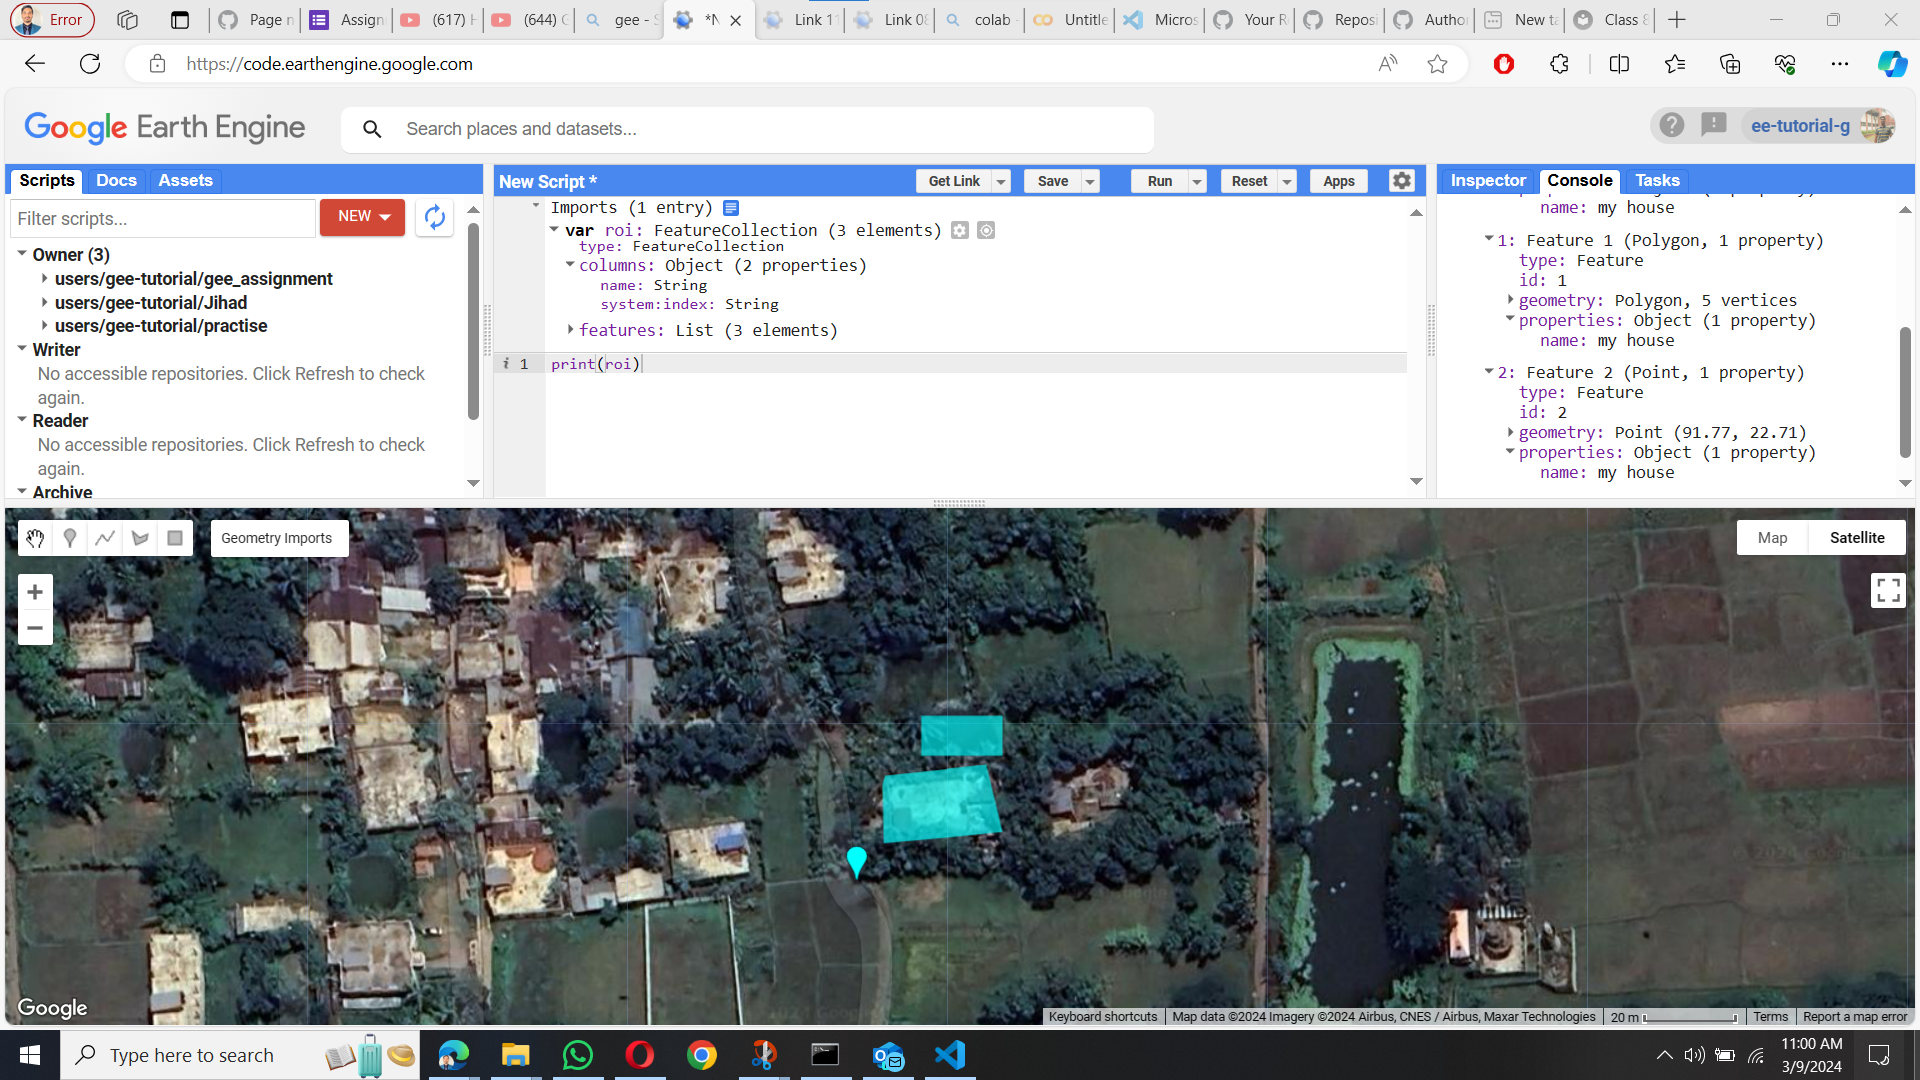 Error
Page n
Assign
(617) H
(644) C
gee - S
*N
Link 11
Link 08
colab
Untitle
Micros
Your Re
Reposi
Author
New ta
Class 8
https://code.earthengine.google.com
Google Earth Engine
Search places and datasets...
ee-tutorial-g
Scripts
Docs
Assets
Filter scripts...
NEW
Owner (3)
users/gee-tutorial/gee_assignment
users/gee-tutorial/Jihad
users/gee-tutorial/practise
Writer
No accessible repositories. Click Refresh to check
again.
Reader
No accessible repositories. Click Refresh to check
again.
Archive
New Script *
Get Link
Save
Run
Reset
Apps
Imports (1 entry)
var roi: FeatureCollection (3 elements)
type: FeatureCollection
columns: Object (2 properties)
name: String
system:index: String
features: List (3 elements)
i 1 print(roi)
Inspector
Console
Tasks
name: my house
1: Feature 1 (Polygon, 1 property)
type: Feature
id: 1
geometry: Polygon, 5 vertices
properties: Object (1 property)
name: my house
2: Feature 2 (Point, 1 property)
type: Feature
id: 2
geometry: Point (91.77, 22.71)
properties: Object (1 property)
name: my house
Geometry Imports
Map
Satellite
Google
Keyboard shortcuts
Map data ©2024 Imagery ©2024 Airbus, CNES / Airbus, Maxar Technologies
20 m
Terms
Report a map error
Type here to search
11:00 AM
3/9/2024